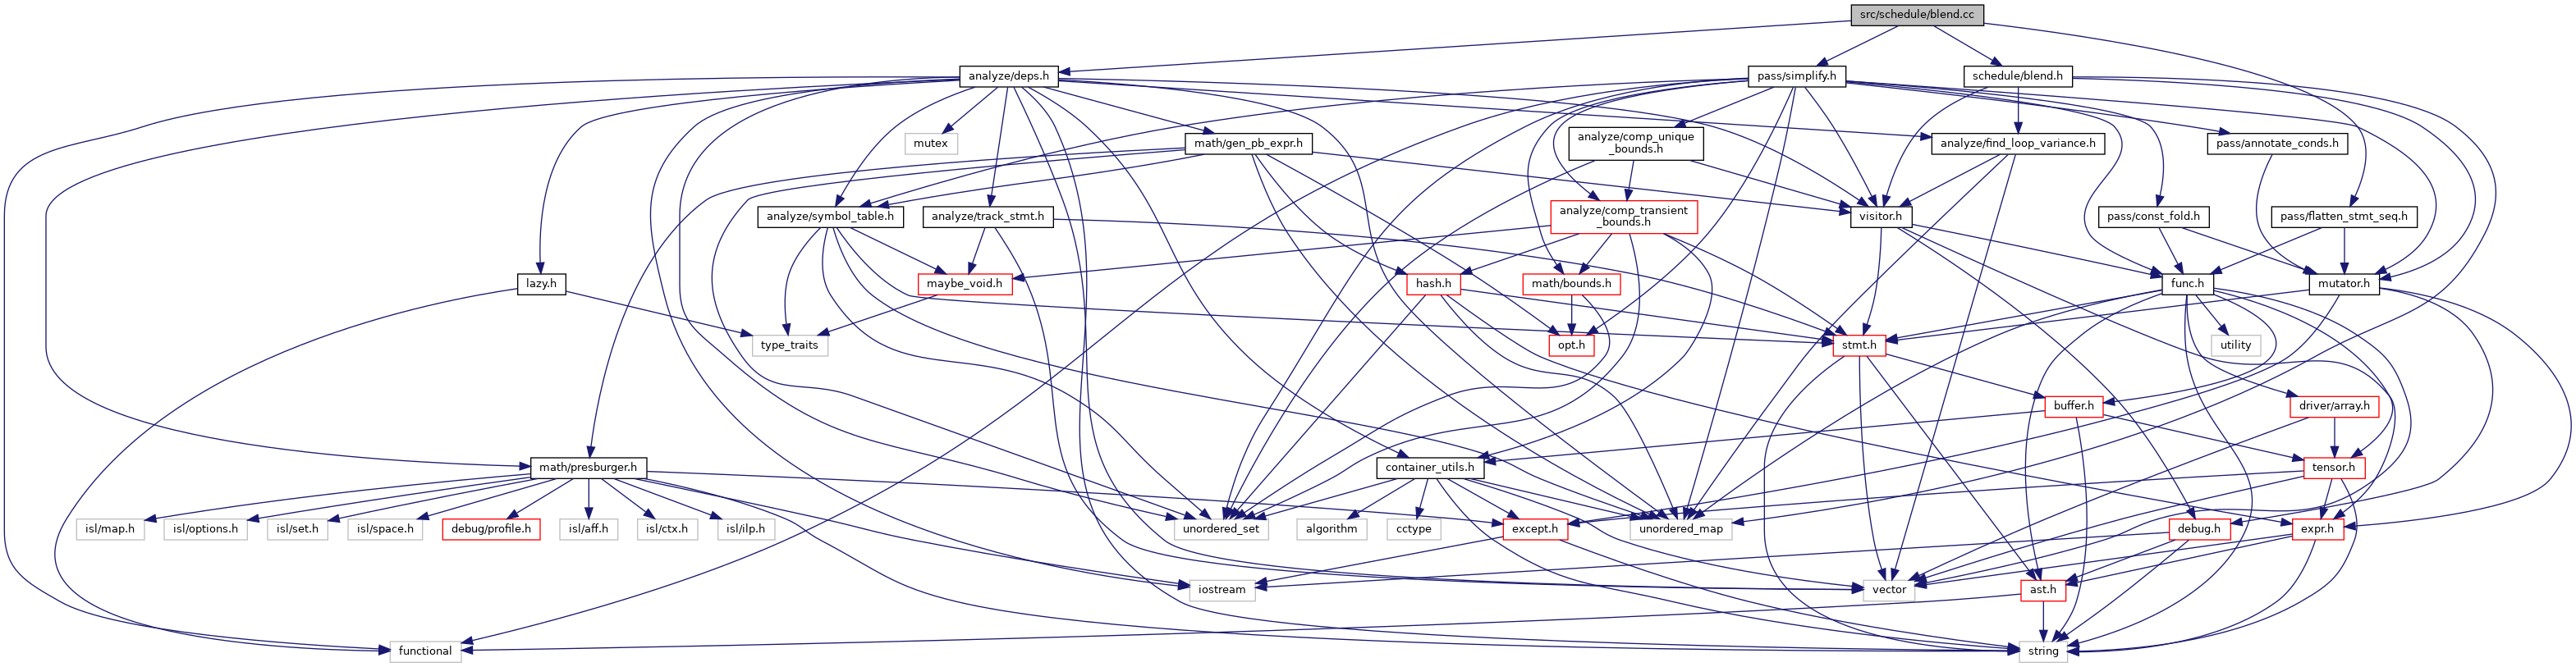 src/schedule/blend.cc
analyze/deps.h
pass/simplify.h
schedule/blend.h
mutex
math/gen_pb_expr.h
analyze/comp_unique
_bounds.h
analyze/find_loop_variance.h
pass/annotate_conds.h
analyze/symbol_table.h
analyze/track_stmt.h
analyze/comp_transient
_bounds.h
visitor.h
pass/const_fold.h
pass/flatten_stmt_seq.h
lazy.h
maybe_void.h
hash.h
math/bounds.h
func.h
mutator.h
type_traits
opt.h
stmt.h
utility
buffer.h
driver/array.h
math/presburger.h
container_utils.h
tensor.h
isl/map.h
isl/options.h
isl/set.h
isl/space.h
debug/profile.h
isl/aff.h
isl/ctx.h
isl/ilp.h
unordered_set
algorithm
cctype
except.h
unordered_map
debug.h
expr.h
iostream
vector
ast.h
functional
string